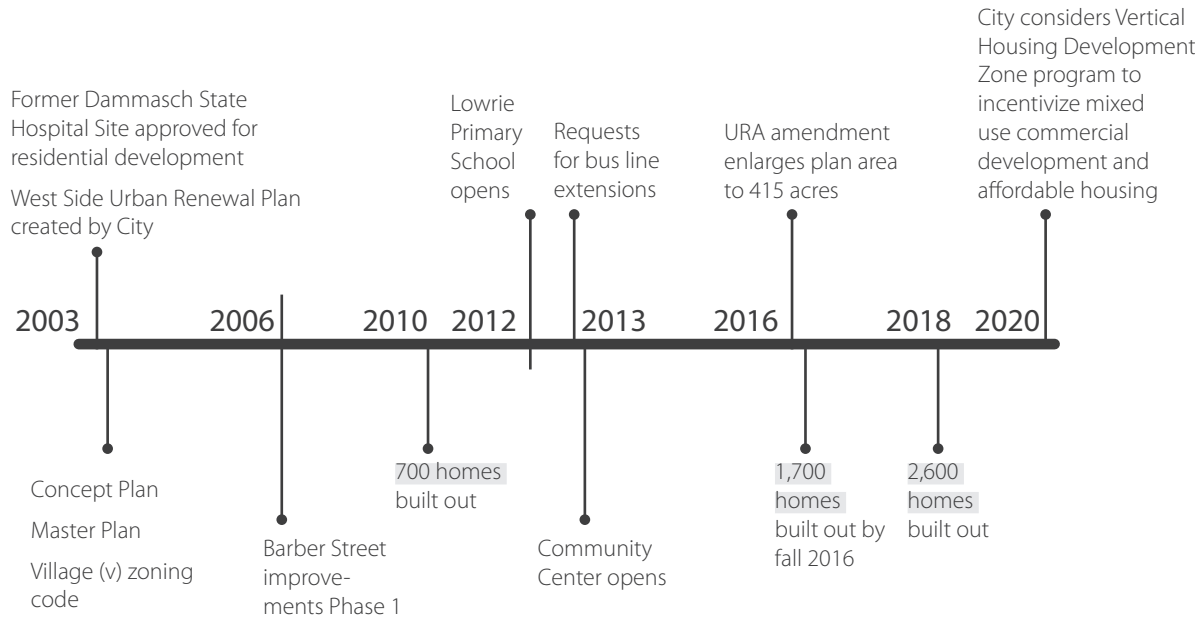 Former Dammasch State
Hospital Site approved for
residential development
West Side Urban Renewal Plan
created by City
Lowrie
Primary
School
opens
Requests
for bus line
extensions
URA amendment
enlarges plan area
to 415 acres
City considers Vertical
Housing Development
Zone program to
incentivize mixed
use commercial
development and
affordable housing
2003
2006
2010
2012
2013
2016
2018
2020
Concept Plan
Master Plan
Village (v) zoning
code
Barber Street
improve-
ments Phase 1
700 homes
built out
Community
Center opens
1,700
homes
built out by
fall 2016
2,600
homes
built out